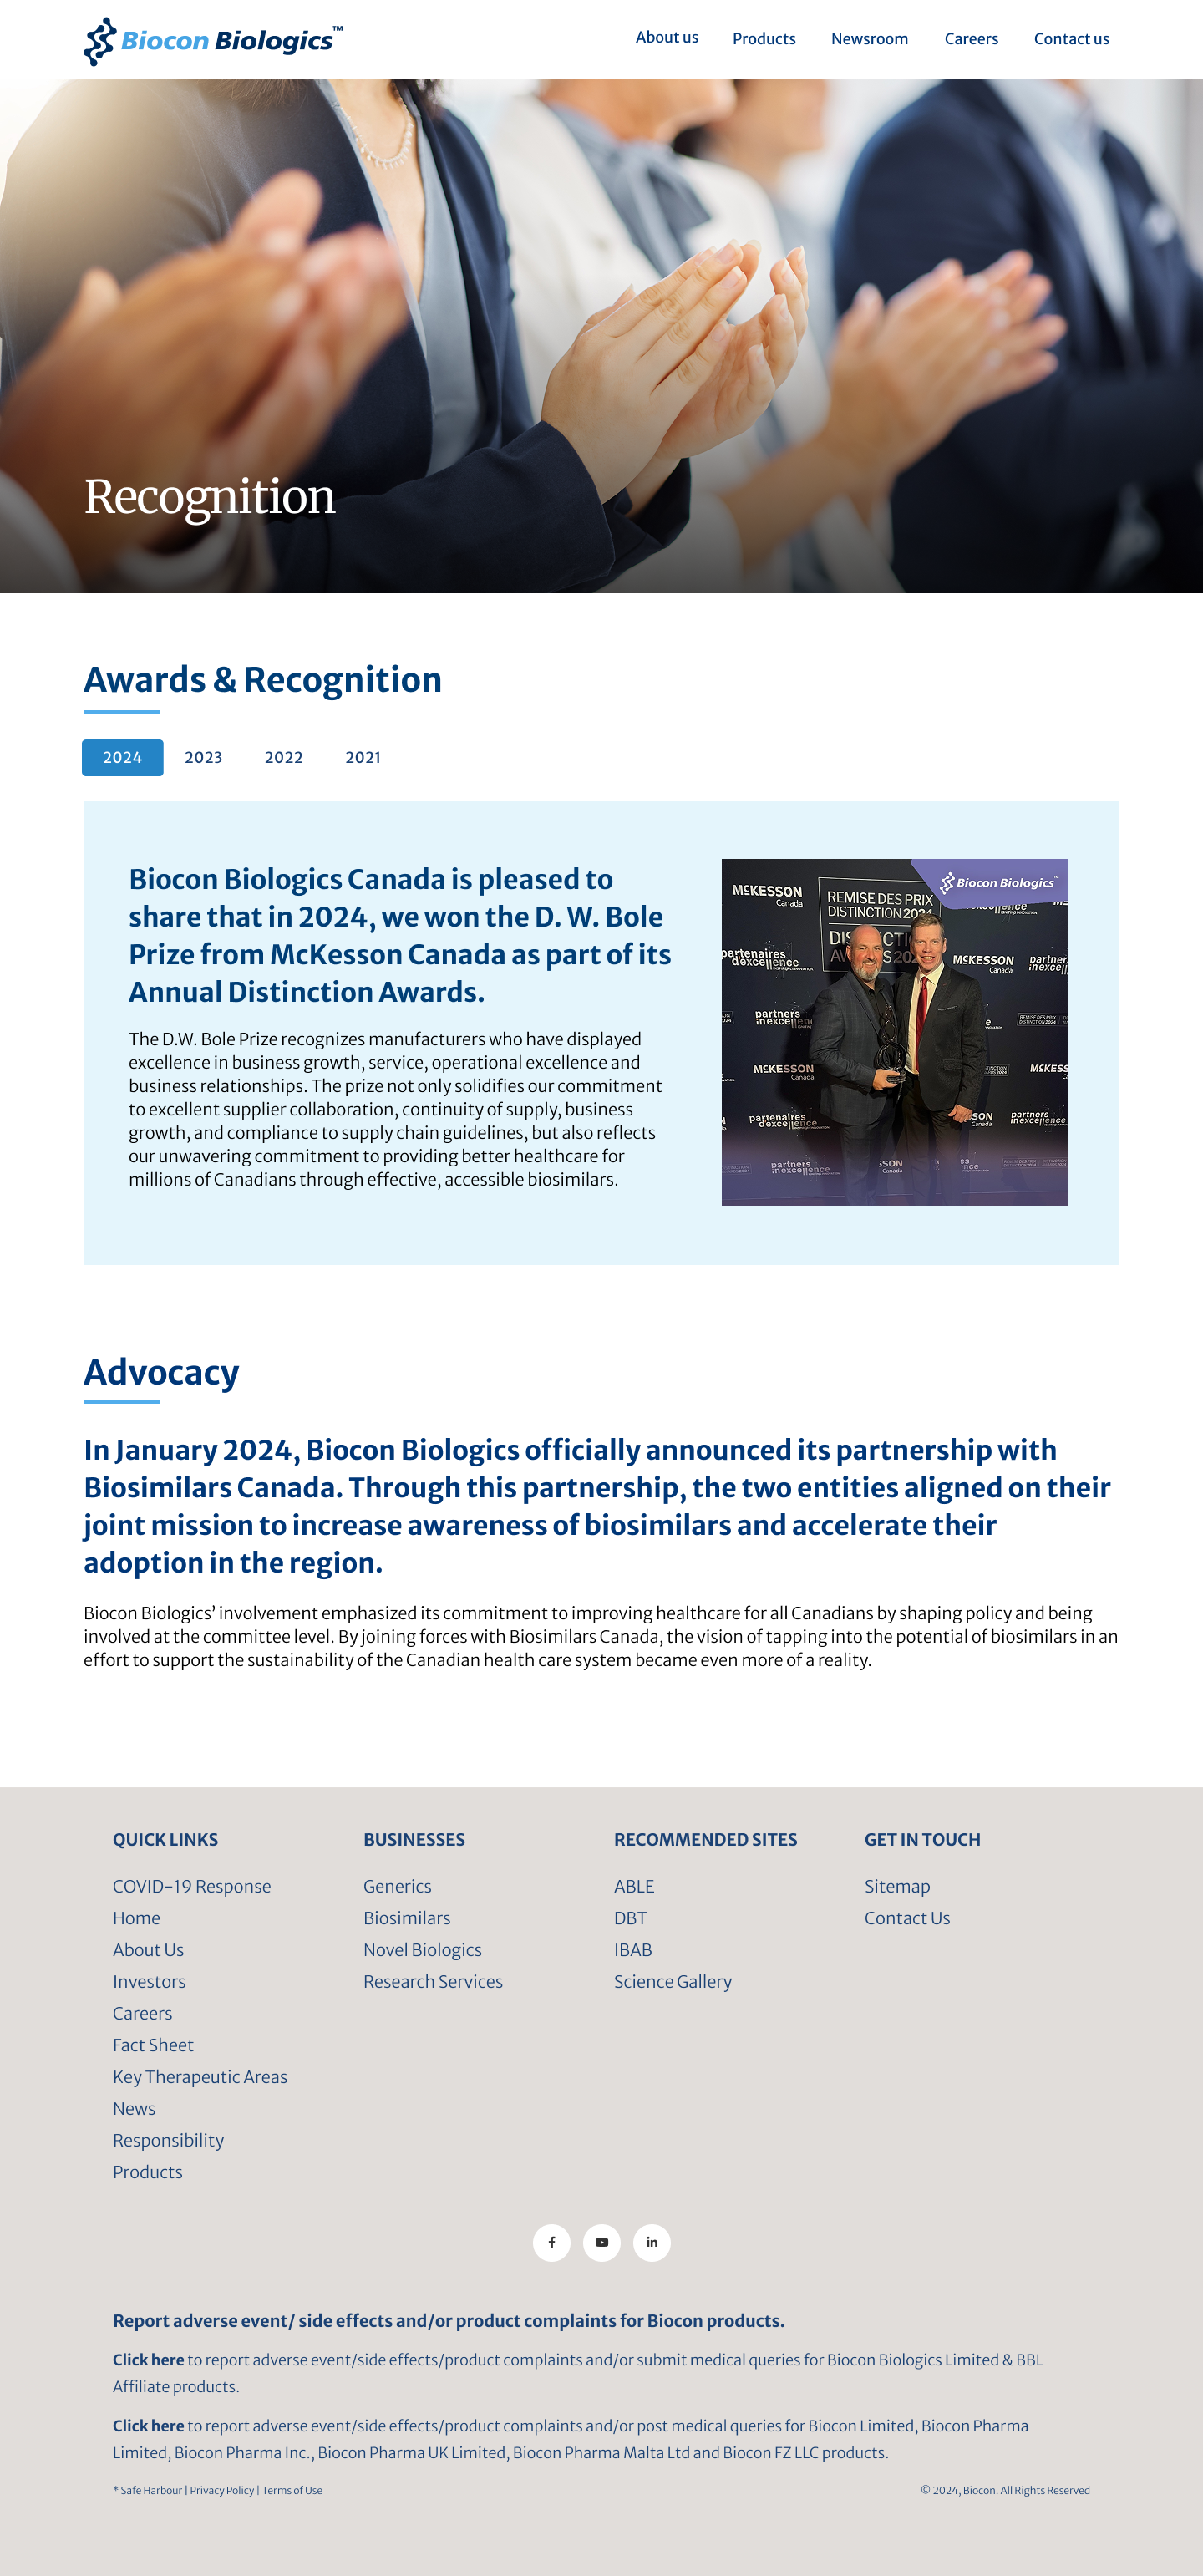 Biocon Biologics™
About us
Products
Newsroom
Careers
Contact us
Recognition
Awards & Recognition
2024
2023
2022
2021
Biocon Biologics Canada is pleased to
share that in 2024, we won the D. W. Bole
Prize from McKesson Canada as part of its
Annual Distinction Awards.
The D.W. Bole Prize recognizes manufacturers who have displayed
excellence in business growth, service, operational excellence and
business relationships. The prize not only solidifies our commitment
to excellent supplier collaboration, continuity of supply, business
growth, and compliance to supply chain guidelines, but also reflects
our unwavering commitment to providing better healthcare for
millions of Canadians through effective, accessible biosimilars.
Biocon Biologics™
MCKESSON
Canada
REMISE DES PRIX
DISTINCTION 2024
partenaires
d'excellence
MCKESSON
Canada
partners
in excellence
MCKESSON
Canada
partenaires
d'excellence
partners
in excellence
partners
in excellence
Advocacy
In January 2024, Biocon Biologics officially announced its partnership with
Biosimilars Canada. Through this partnership, the two entities aligned on their
joint mission to increase awareness of biosimilars and accelerate their
adoption in the region.
Biocon Biologics’ involvement emphasized its commitment to improving healthcare for all Canadians by shaping policy and being
involved at the committee level. By joining forces with Biosimilars Canada, the vision of tapping into the potential of biosimilars in an
effort to support the sustainability of the Canadian health care system became even more of a reality.
QUICK LINKS
COVID-19 Response
Home
About Us
Investors
Careers
Fact Sheet
Key Therapeutic Areas
News
Responsibility
Products
BUSINESSES
Generics
Biosimilars
Novel Biologics
Research Services
RECOMMENDED SITES
ABLE
DBT
IBAB
Science Gallery
GET IN TOUCH
Sitemap
Contact Us
Report adverse event/ side effects and/or product complaints for Biocon products.
Click here to report adverse event/side effects/product complaints and/or submit medical queries for Biocon Biologics Limited & BBL
Affiliate products.
Click here to report adverse event/side effects/product complaints and/or post medical queries for Biocon Limited, Biocon Pharma
Limited, Biocon Pharma Inc., Biocon Pharma UK Limited, Biocon Pharma Malta Ltd and Biocon FZ LLC products.
* Safe Harbour | Privacy Policy | Terms of Use
© 2024, Biocon. All Rights Reserved